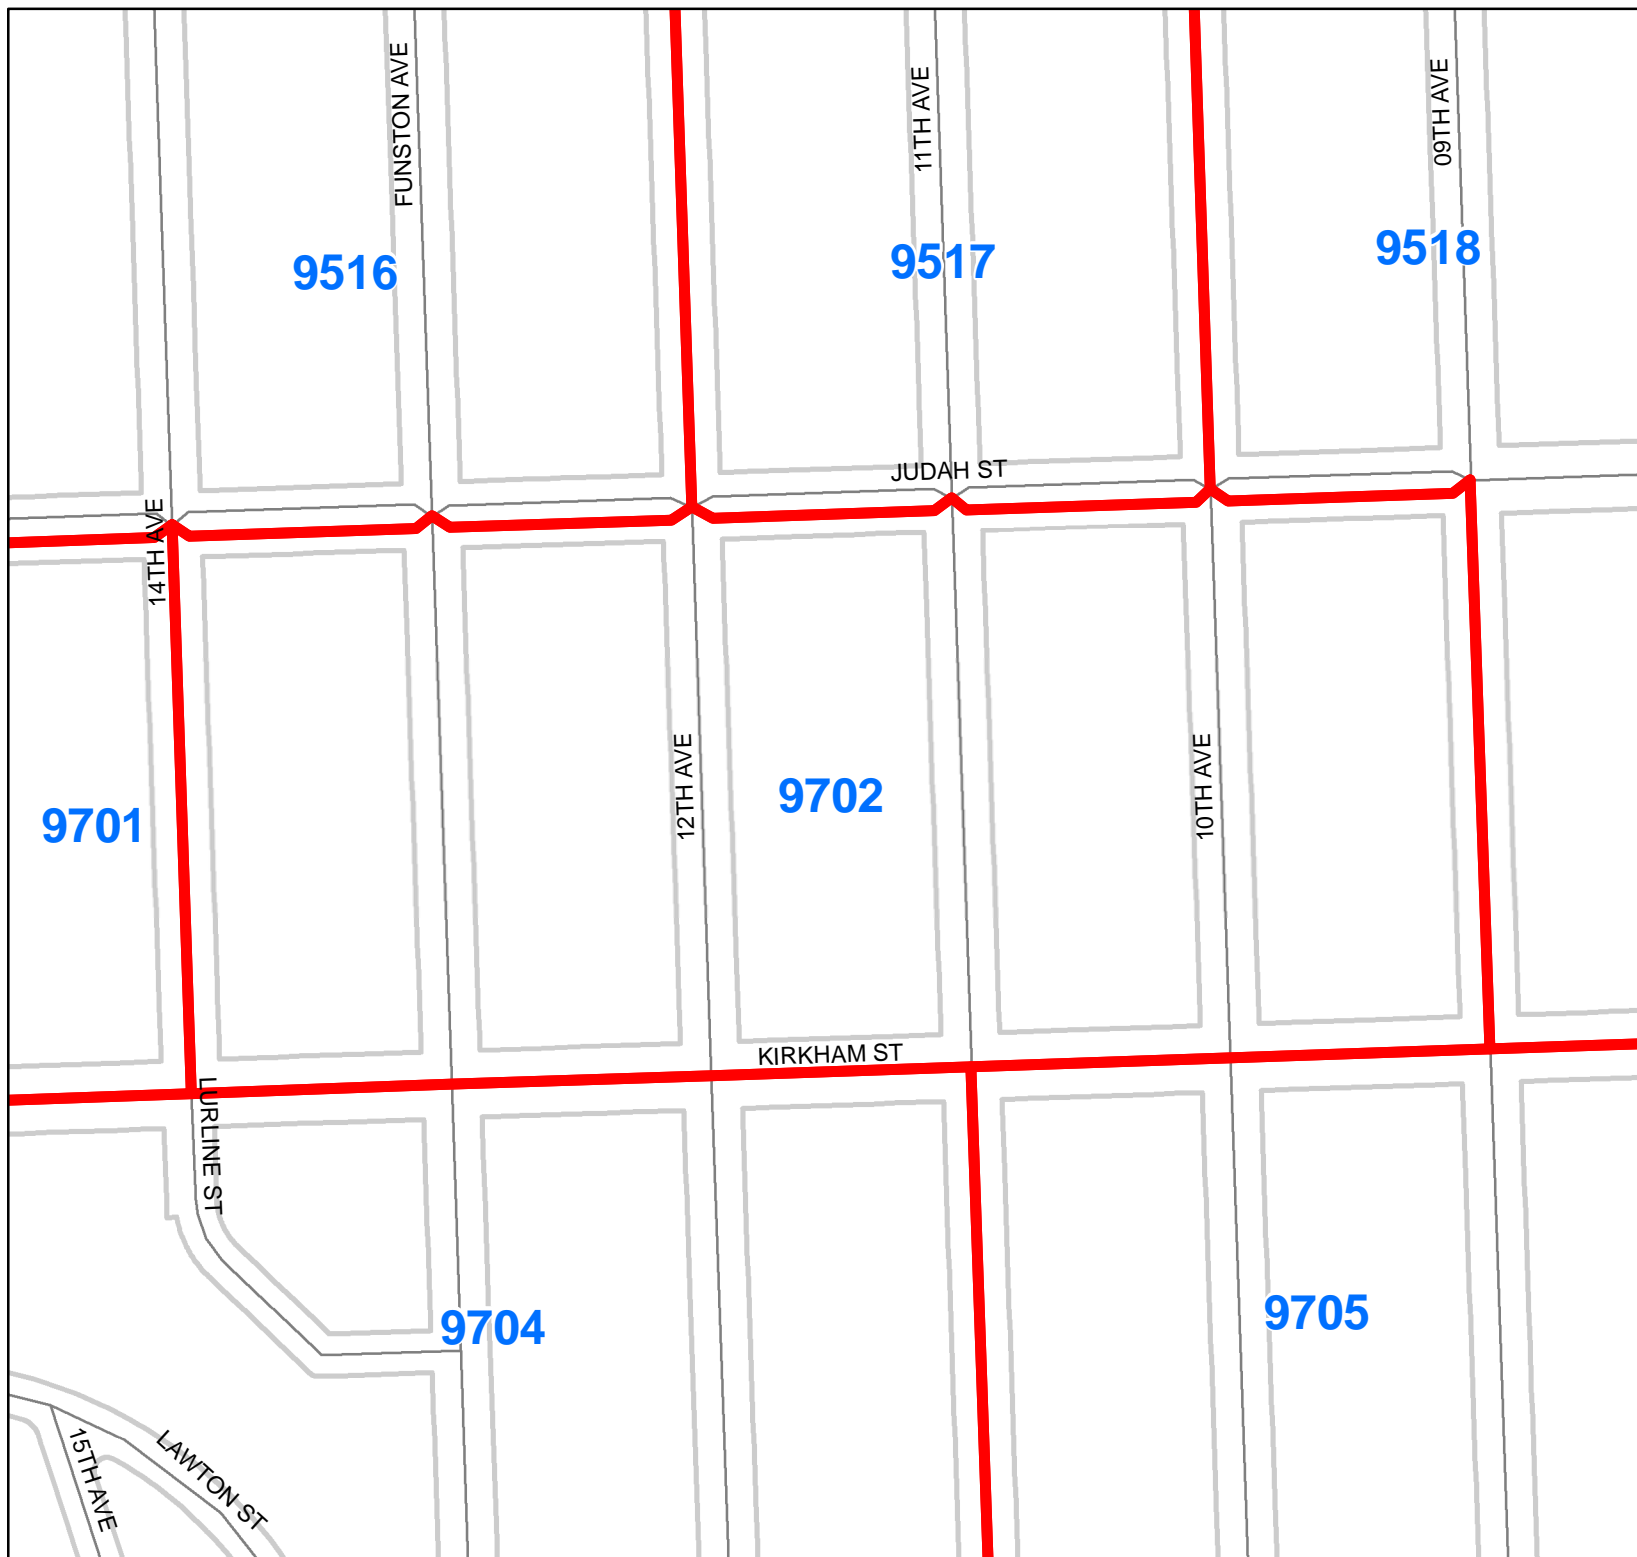 FUNSTON AVE
11TH AVE
09TH AVE
9516
9517
9518
JUDAH ST
14TH AVE
12TH AVE
10TH AVE
9701
9702
KIRKHAM ST
LURLINE ST
9704
9705
15TH AVE
LAWTON ST